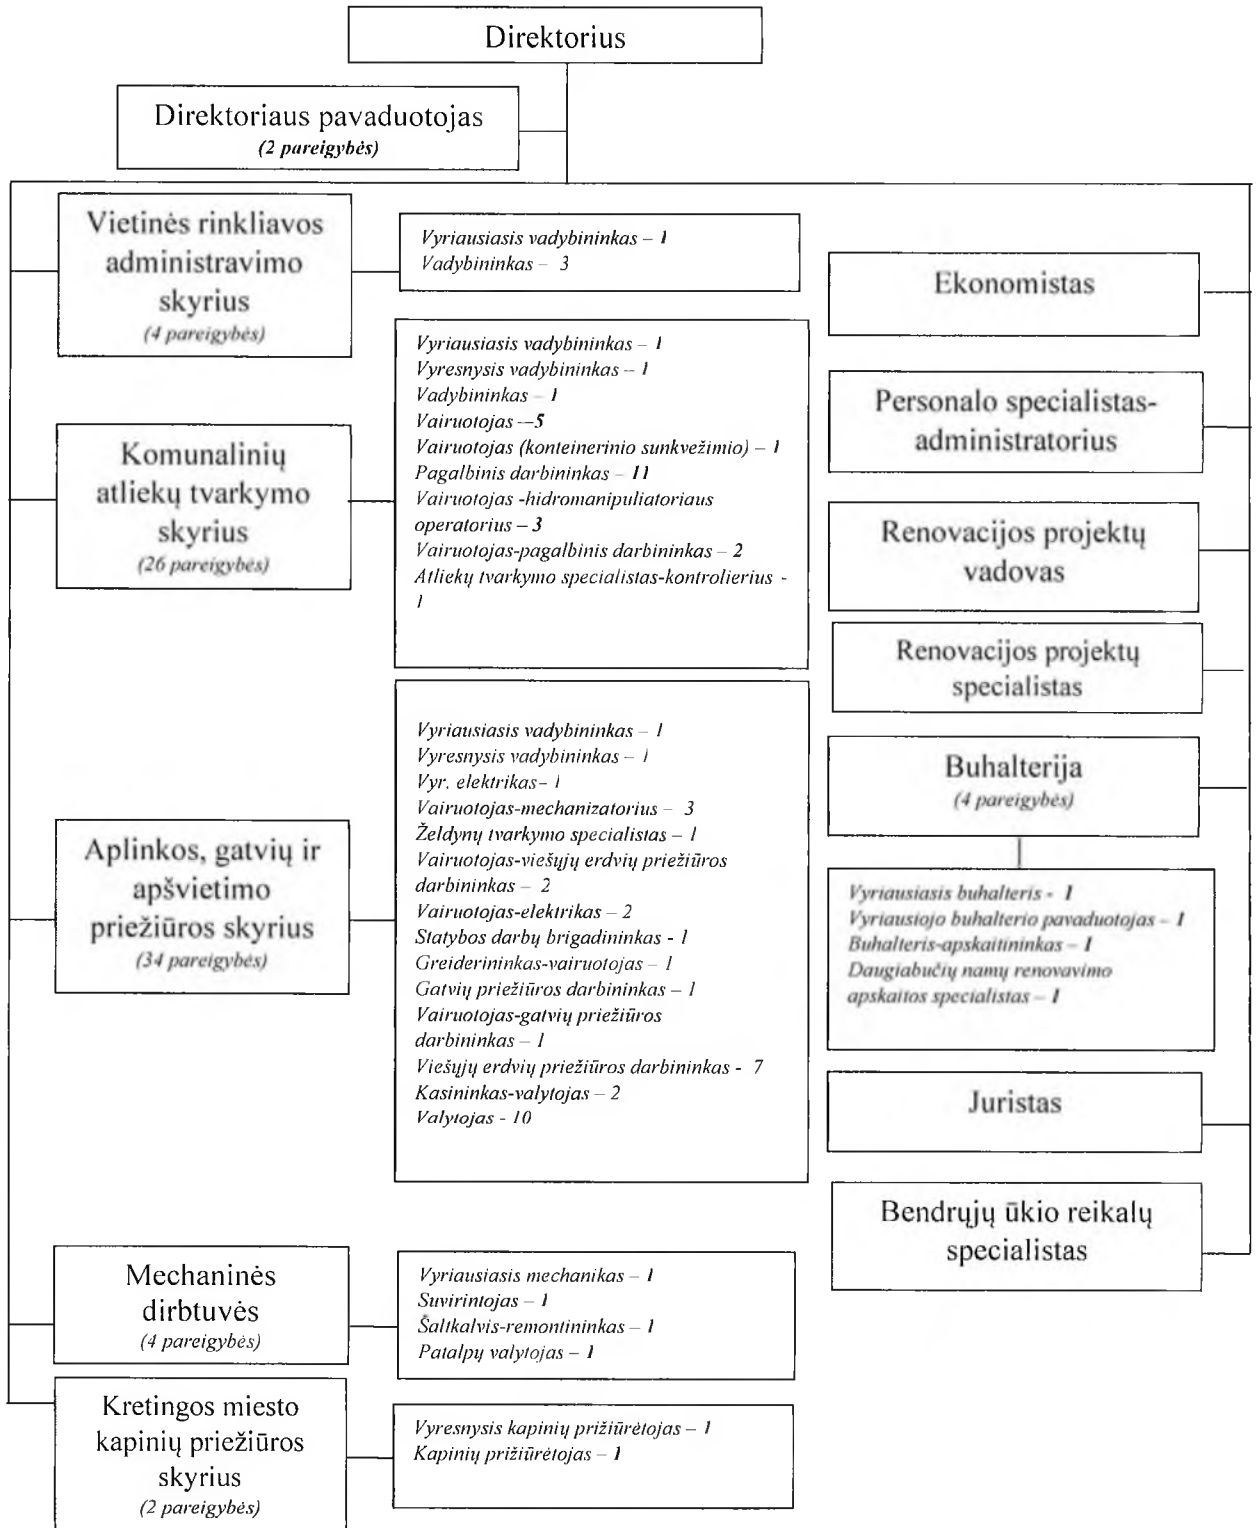 Direktorius
Direktoriaus pavaduotojas
(2 pareigybės)
Vietinės rinkliavos
administravimo
skyrius
(4 pareigybės)
Vyriausiasis vadybininkas – 1
Vadybininkas – 3
Komunalinių
atliekų tvarkymo
skyrius
(26 pareigybės)
Vyriausiasis vadybininkas – 1
Vyresnysis vadybininkas – 1
Vadybininkas – 1
Vairuotojas –-5
Vairuotojas (konteinerinio sunkvežimio) – 1
Pagalbinis darbininkas – 11
Vairuotojas -hidromanipuliatoriaus
operatorius – 3
Vairuotojas-pagalbinis darbininkas – 2
Atliekų tvarkymo specialistas-kontrolierius -
1
Aplinkos, gatvių ir
apšvietimo
priežiūros skyrius
(34 pareigybės)
Vyriausiasis vadybininkas – 1
Vyresnysis vadybininkas – 1
Vyr. elektrikas- 1
Vairuotojas-mechanizatorius – 3
Želdynų tvarkymo specialistas – 1
Vairuotojas-viešųjų erdvių priežiūros
darbininkas – 2
Vairuotojas-elektrikas – 2
Statybos darbų brigadininkas - 1
Greiderininkas-vairuotojas – 1
Gatvių priežiūros darbininkas – 1
Vairuotojas-gatvių priežiūros
darbininkas – 1
Viešųjų erdvių priežiūros darbininkas - 7
Kasininkas-valytojas – 2
Valytojas - 10
Mechaninės
dirbtuvės
(4 pareigybės)
Vyriausiasis mechanikas – 1
Suvirintojas – 1
Šaltkalvis-remontininkas – 1
Patalpų valytojas – 1
Kretingos miesto
kapinių priežiūros
skyrius
(2 pareigybės)
Vyresnysis kapinių prižiūrėtojas – 1
Kapinių prižiūrėtojas – 1
Ekonomistas
Personalo specialistas-
administratorius
Renovacijos projektų
vadovas
Renovacijos projektų
specialistas
Buhalterija
(4 pareigybės)
Vyriausiasis buhalteris - 1
Vyriausiojo buhalterio pavaduotojas – 1
Buhalteris-apskaitininkas – 1
Daugiabučių namų renovavimo
apskaitos specialistas – 1
Juristas
Bendrųjų ūkio reikalų
specialistas